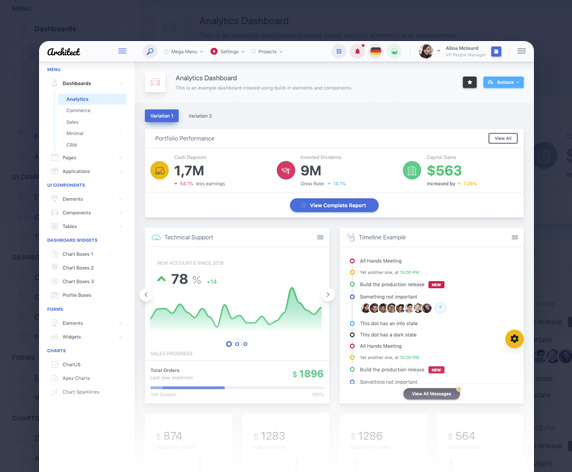 Architect
Mega Menu
4
Settings
Projects
Alina Mclourd
VP People Manager
MENU
Dashboards
Analytics
Commerce
Sales
Minimal
CRM
Pages
Applications
UI COMPONENTS
Elements
Components
Tables
DASHBOARD WIDGETS
Chart Boxes 1
Chart Boxes 2
Chart Boxes 3
Profile Boxes
FORMS
Elements
Widgets
CHARTS
ChartJS
Apex Charts
Chart Sparklines
Analytics Dashboard
This is an example dashboard created using build-in elements and components.
Buttons
Variation 1
Variation 2
Portfolio Performance
View All
Cash Deposits
1,7M
54.1% less earnings
Invested Dividents
9M
Grow Rate: 14.1%
Capital Gains
$563
Increased by 7.35%
View Complete Report
Technical Support
NEW ACCOUNTS SINCE 2018
78 % +14
SALES PROGRESS
Total Orders
Last year expenses
$ 1896
YoY Growth
100%
Timeline Example
All Hands Meeting
Yet another one, at 15:00 PM
Build the production release NEW
Something not important
+
This dot has an info state
This dot has a dark state
All Hands Meeting
Yet another one, at 15:00 PM
Build the production release NEW
Something not important
View All Messages
$ 874
$ 1283
$ 1286
$ 564